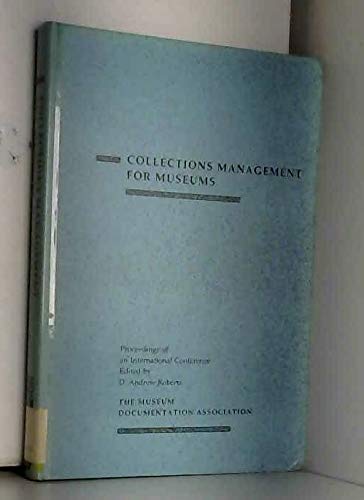 COLLECTIONS MANAGEMENT
FOR MUSEUMS
Proceedings of
an International Conference
Edited by
D. Andrew Roberts
THE MUSEUM
DOCUMENTATION ASSOCIATION